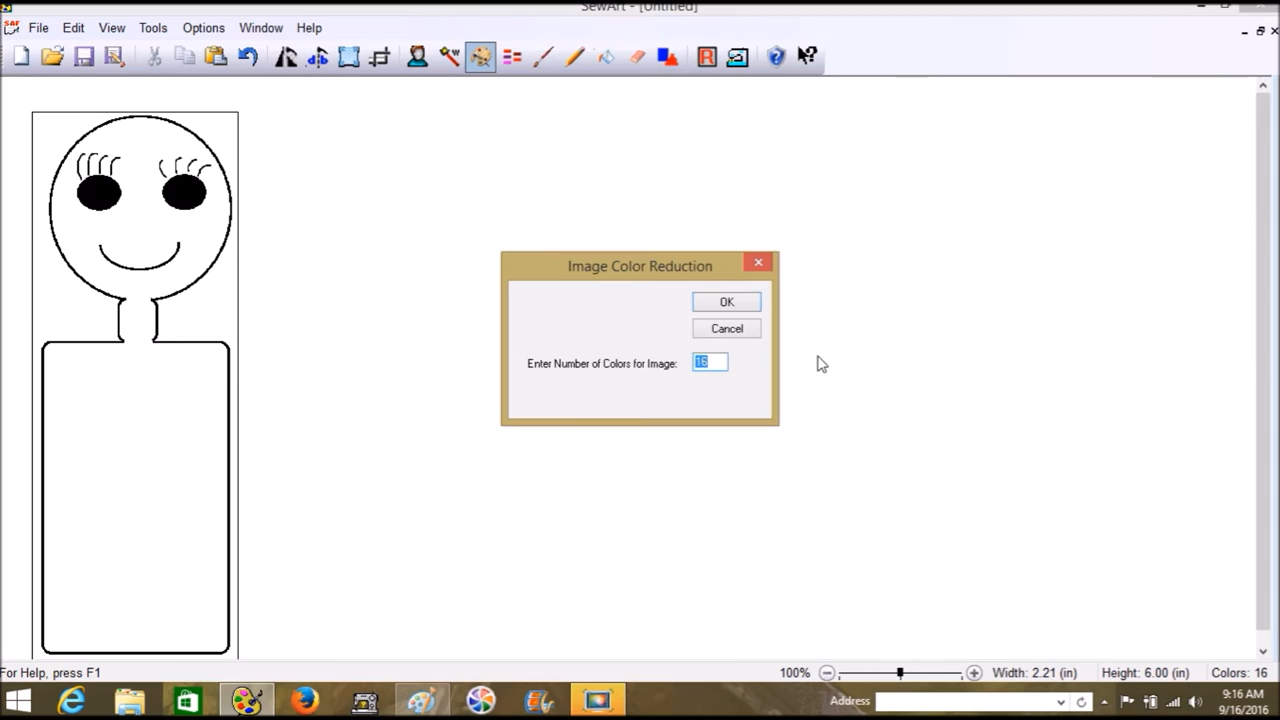 SewArt - [Untitled]
File Edit View Tools Options Window Help
Image Color Reduction
OK
Cancel
Enter Number of Colors for Image: 16
For Help, press F1
100% Width: 2.21 (in) Height: 6.00 (in) Colors: 16
Address
9:16 AM
9/16/2016